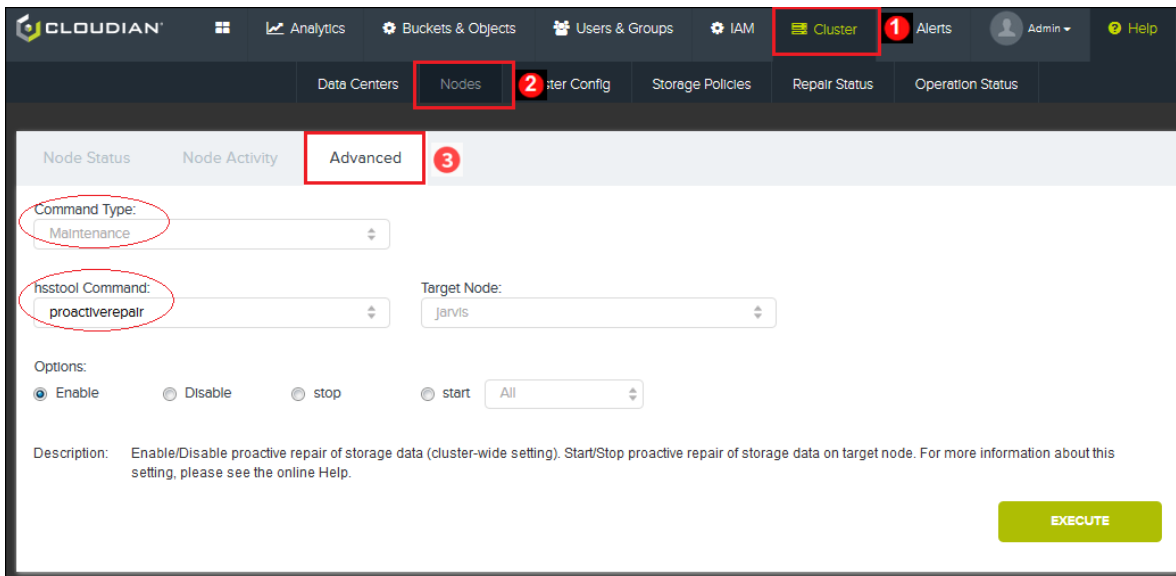 CLOUDIAN Analytics Buckets & Objects Users & Groups IAM Cluster 1 Alerts Admin Help
Data Centers Nodes 2 ster Config Storage Policies Repair Status Operation Status
Node Status Node Activity Advanced 3
Command Type:
Maintenance
hsstool Command: Target Node:
proactiverepair jarvis
Options:
Enable Disable stop start All
Description: Enable/Disable proactive repair of storage data (cluster-wide setting). Start/Stop proactive repair of storage data on target node. For more information about this
setting, please see the online Help.
EXECUTE